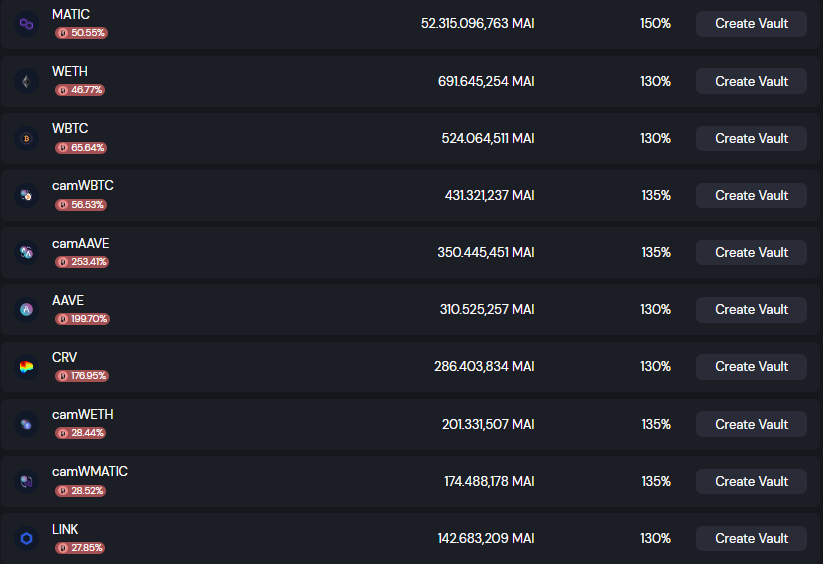 MATIC
52.315.096,763 MAI 150% Create Vault
50.55%
WETH
691.645,254 MAI 130% Create Vault
46.77%
WBTC
524.064,511 MAI 130% Create Vault
65.64%
camWBTC
431.321,237 MAI 135% Create Vault
56.53%
camAAVE
350.445,451 MAI 135% Create Vault
253.41%
AAVE
310.525,257 MAI 130% Create Vault
199.70%
CRV
286.403,834 MAI 130% Create Vault
176.95%
camWETH
201.331,507 MAI 135% Create Vault
28.44%
camWMATIC
174.488,178 MAI 135% Create Vault
28.52%
LINK
142.683,209 MAI 130% Create Vault
27.85%